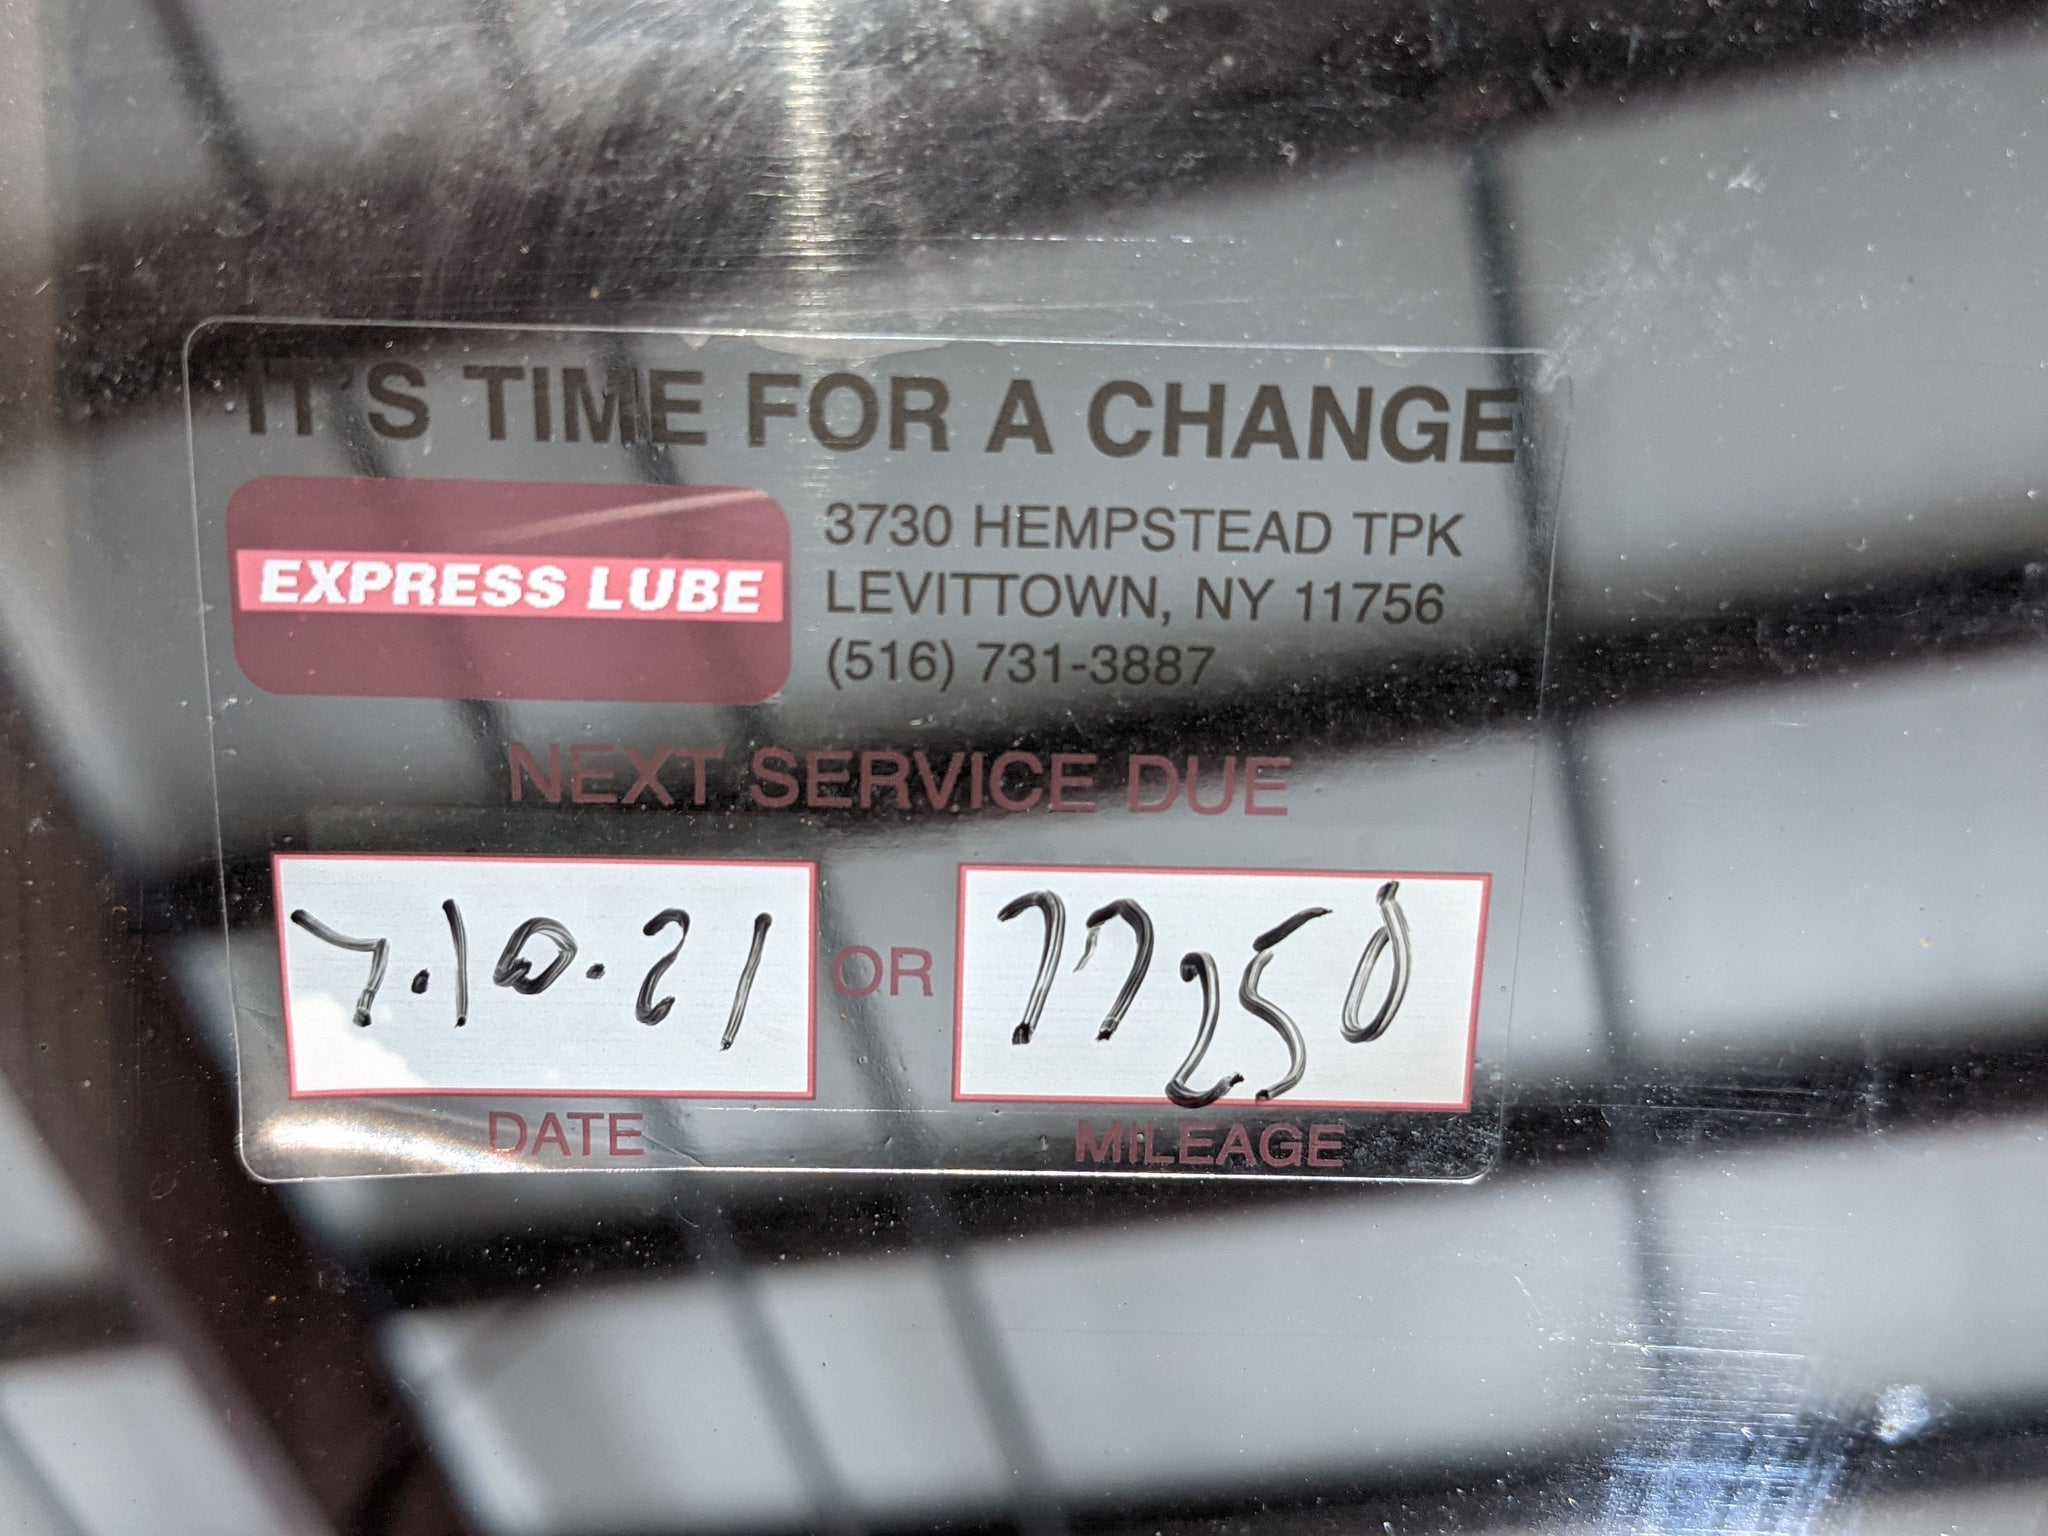 IT'S TIME FOR A CHANGE
EXPRESS LUBE
3730 HEMPSTEAD TPK
LEVITTOWN, NY 11756
(516) 731-3887
NEXT SERVICE DUE
7.10.21 OR 77250
DATE MILEAGE